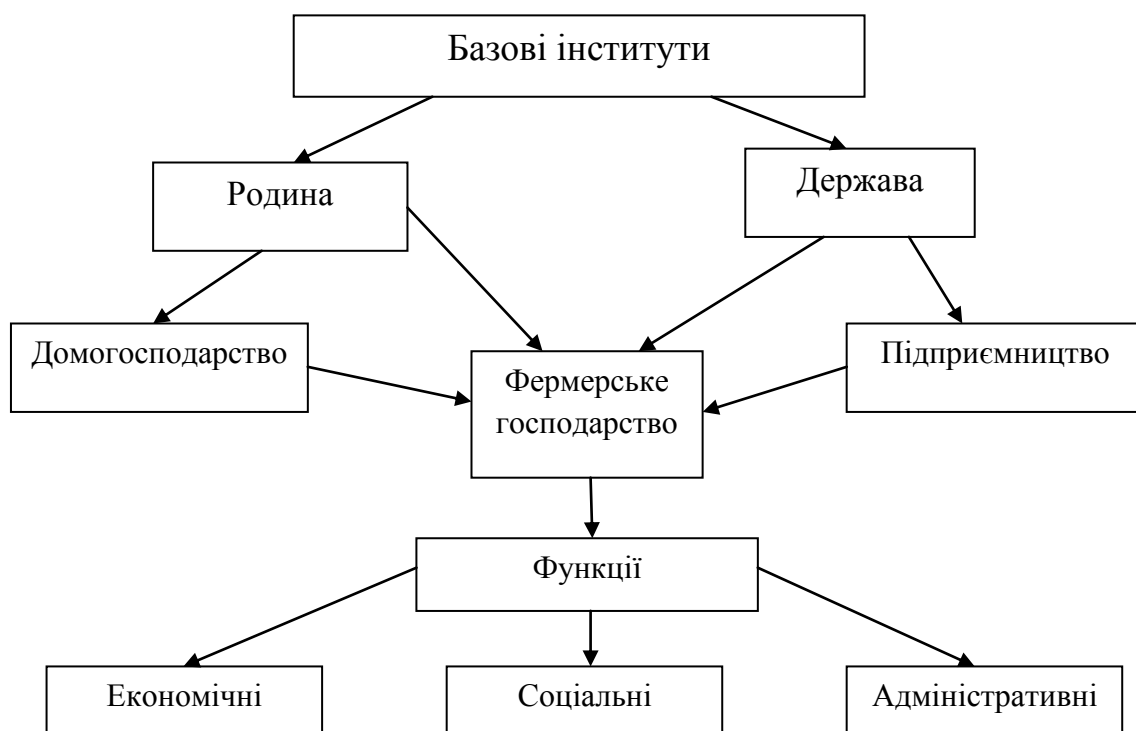 Базові інститути
Родина
Держава
Домогосподарство
Фермерське
господарство
Підприємництво
Функції
Економічні
Соціальні
Адміністративні